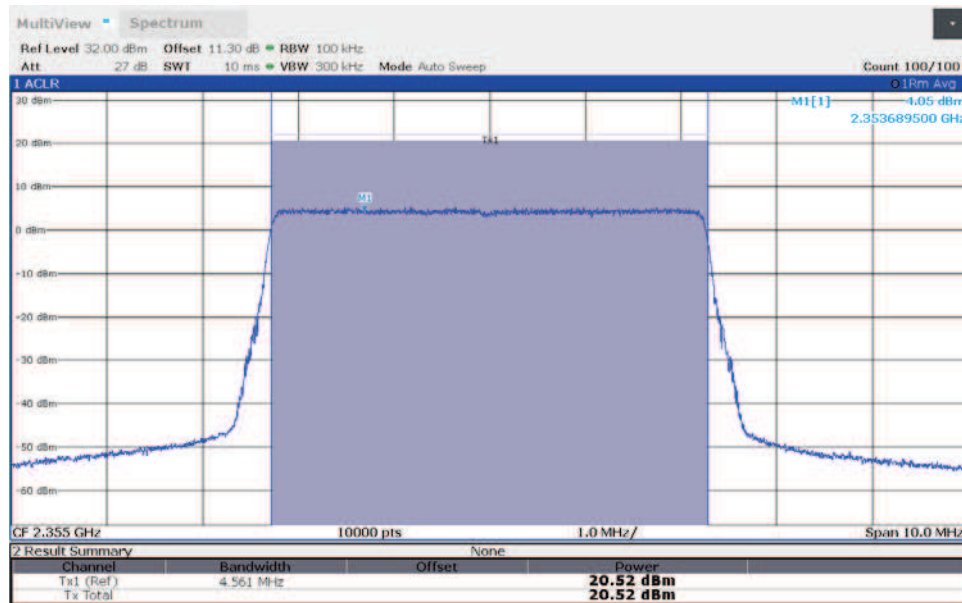 MultiView Spectrum
Ref Level 32.00 dBm Offset 11.30 dB RBW 100 kHz
Att 27 dB SWT 10 ms VBW 300 kHz Mode Auto Sweep Count 100/100
1 ACLR 1Rm Avg
30 dBm M1[1] 4.05 dBm
2.353689500 GHz
20 dBm Tx1
10 dBm
M1
0 dBm
-10 dBm
-20 dBm
-30 dBm
-40 dBm
-50 dBm
-60 dBm
CF 2.355 GHz 10000 pts 1.0 MHz/ Span 10.0 MHz
2 Result Summary None
Channel Bandwidth Offset Power
Tx1 (Ref) 4.561 MHz 20.52 dBm
Tx Total 20.52 dBm